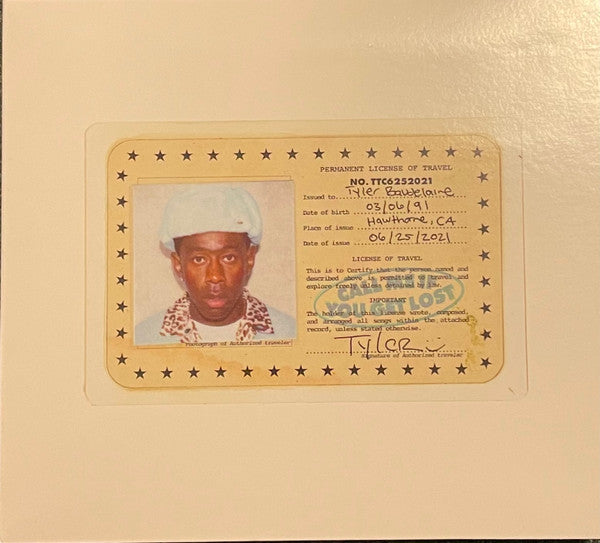 PERMANENT LICENSE OF TRAVEL
NO. TTC6252021
Issued to Tyler Baudelaire
Date of birth 03/06/91
Place of issue Hawthorne, CA
Date of issue 06/25/2021
LICENSE OF TRAVEL
This is to Certify that the person named and
described above is permitted to travel and
explore freely unless detained by law.
CALL ME IF
YOU GET LOST
IMPORTANT
The holder of this license wrote, composed,
and arranged all songs within the attached
record, unless stated otherwise.
TYLER
Signature of Authorized traveler
Photograph of Authorized traveler